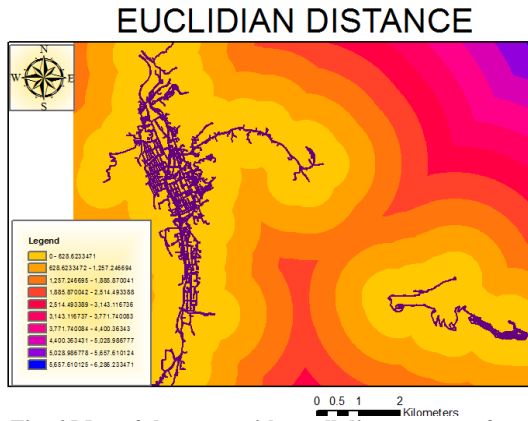 EUCLIDIAN DISTANCE
N
W E
S
Legend
0 - 628.6233471
628.6233472 - 1,257.246694
1,257.246695 - 1,885.870041
1,885.870042 - 2,514.493388
2,514.493389 - 3,143.116736
3,143.116737 - 3,771.740083
3,771.740084 - 4,400.36343
4,400.363431 - 5,028.986777
5,028.986778 - 5,657.610124
5,657.610125 - 6,286.233471
0 0.5 1 2
Kilometers